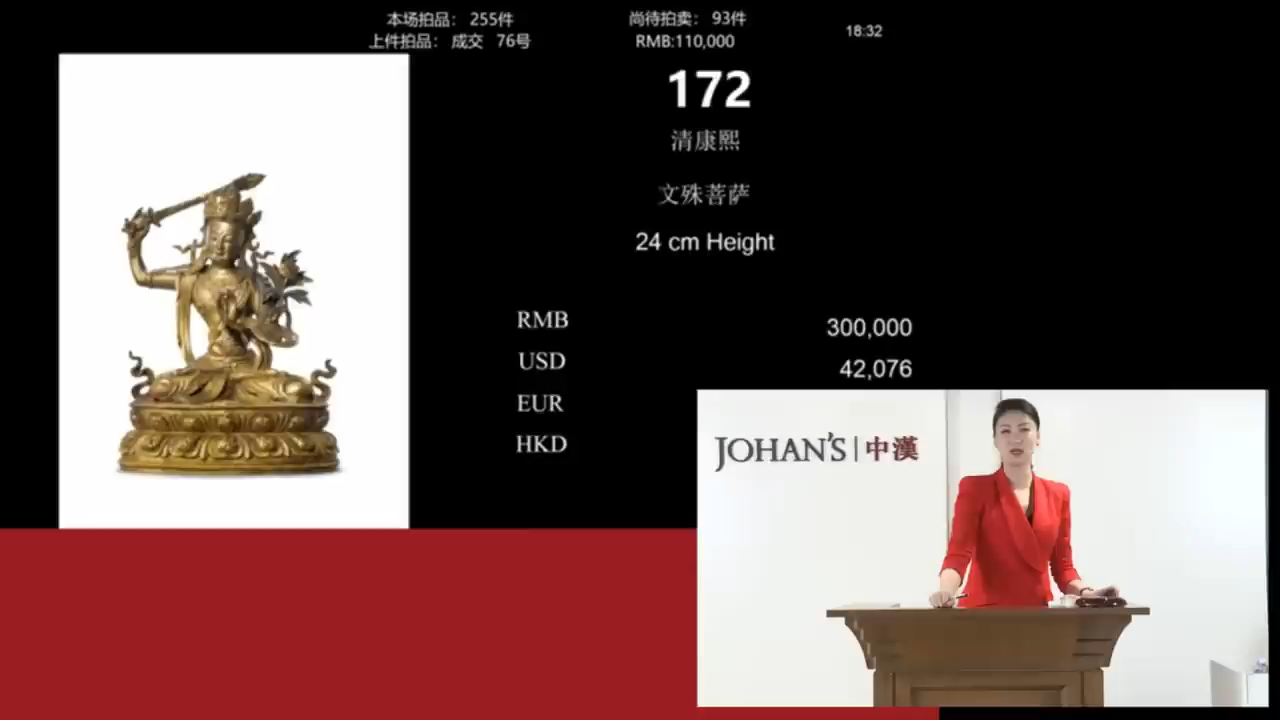 本场拍品： 255件
尚待拍卖： 93件
上件拍品： 成交 76号
RMB:110,000
18:32
172
清康熙
文殊菩萨
24 cm Height
RMB 300,000
USD 42,076
EUR
HKD
JOHAN'S|中漢